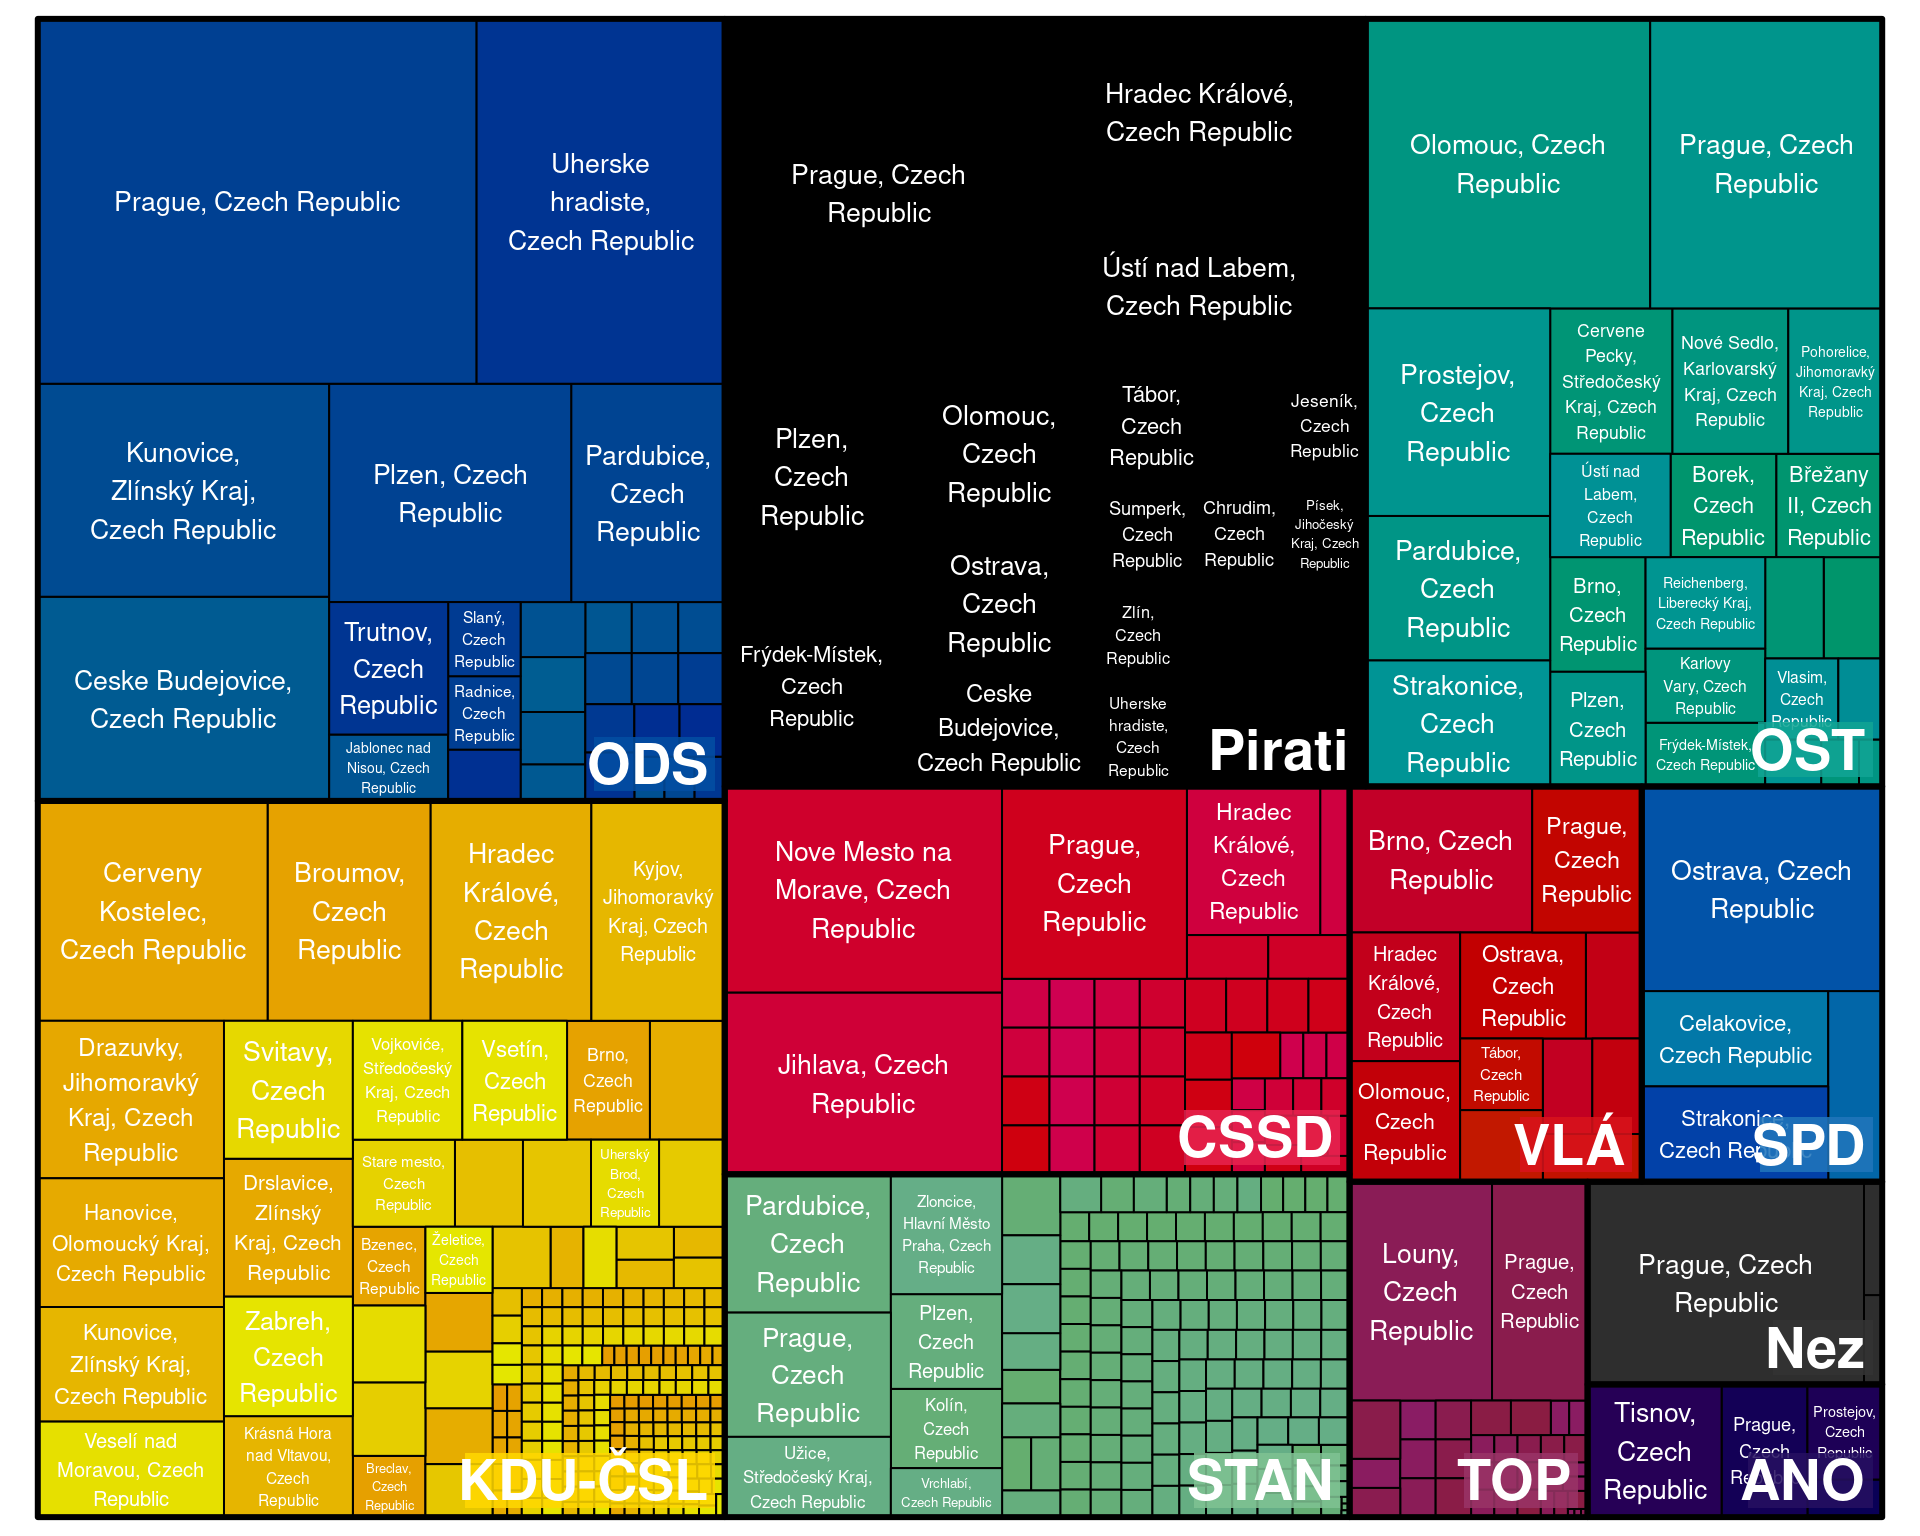 Prague, Czech Republic
Uherske
hradiste,
Czech Republic
Kunovice,
Zlínský Kraj,
Czech Republic
Plzen, Czech
Republic
Pardubice,
Czech
Republic
Ceske Budejovice,
Czech Republic
Trutnov,
Czech
Republic
Slaný,
Czech
Republic
Radnice,
Czech
Republic
Jablonec nad
Nisou, Czech
Republic
ODS
Prague, Czech
Republic
Hradec Králové,
Czech Republic
Ústí nad Labem,
Czech Republic
Plzen,
Czech
Republic
Olomouc,
Czech
Republic
Tábor,
Czech
Republic
Jeseník,
Czech
Republic
Sumperk,
Czech
Republic
Chrudim,
Czech
Republic
Písek,
Jihočeský
Kraj, Czech
Republic
Ostrava,
Czech
Republic
Zlín,
Czech
Republic
Frýdek-Místek,
Czech
Republic
Ceske
Budejovice,
Czech Republic
Uherske
hradiste,
Czech
Republic
Pirati
Olomouc, Czech
Republic
Prague, Czech
Republic
Prostejov,
Czech
Republic
Cervene
Pecky,
Středočeský
Kraj, Czech
Republic
Nové Sedlo,
Karlovarský
Kraj, Czech
Republic
Pohorelice,
Jihomoravký
Kraj, Czech
Republic
Ústí nad
Labem,
Czech
Republic
Borek,
Czech
Republic
Břežany
II, Czech
Republic
Pardubice,
Czech
Republic
Brno,
Czech
Republic
Reichenberg,
Liberecký Kraj,
Czech Republic
Karlovy
Vary, Czech
Republic
Vlasim,
Czech
Republic
Strakonice,
Czech
Republic
Plzen,
Czech
Republic
Frýdek-Místek,
Czech Republic
OST
Cerveny
Kostelec,
Czech Republic
Broumov,
Czech
Republic
Hradec
Králové,
Czech
Republic
Kyjov,
Jihomoravký
Kraj, Czech
Republic
Drazuvky,
Jihomoravký
Kraj, Czech
Republic
Svitavy,
Czech
Republic
Vojkoviće,
Středočeský
Kraj, Czech
Republic
Vsetín,
Czech
Republic
Brno,
Czech
Republic
Stare mesto,
Czech
Republic
Uherský
Brod,
Czech
Republic
Hanovice,
Olomoucký Kraj,
Czech Republic
Drslavice,
Zlínský
Kraj, Czech
Republic
Bzenec,
Czech
Republic
Želetice,
Czech
Republic
Kunovice,
Zlínský Kraj,
Czech Republic
Zabreh,
Czech
Republic
Veselí nad
Moravou, Czech
Republic
Krásná Hora
nad Vltavou,
Czech
Republic
Breclav,
Czech
Republic
KDU-ČSL
Nove Mesto na
Morave, Czech
Republic
Prague,
Czech
Republic
Hradec
Králové,
Czech
Republic
Jihlava, Czech
Republic
CSSD
Brno, Czech
Republic
Prague,
Czech
Republic
Hradec
Králové,
Czech
Republic
Ostrava,
Czech
Republic
Olomouc,
Czech
Republic
Tábor,
Czech
Republic
VLÁ
Ostrava, Czech
Republic
Celakovice,
Czech Republic
Strakonice,
Czech Republic
SPD
Pardubice,
Czech
Republic
Zloncice,
Hlavní Město
Praha, Czech
Republic
Prague,
Czech
Republic
Plzen,
Czech
Republic
Kolín,
Czech
Republic
Užice,
Středočeský Kraj,
Czech Republic
Vrchlabí,
Czech Republic
STAN
Louny,
Czech
Republic
Prague,
Czech
Republic
TOP
Prague, Czech
Republic
Nez
Tisnov,
Czech
Republic
Prague,
Czech
Republic
Prostejov,
Czech
Republic
ANO